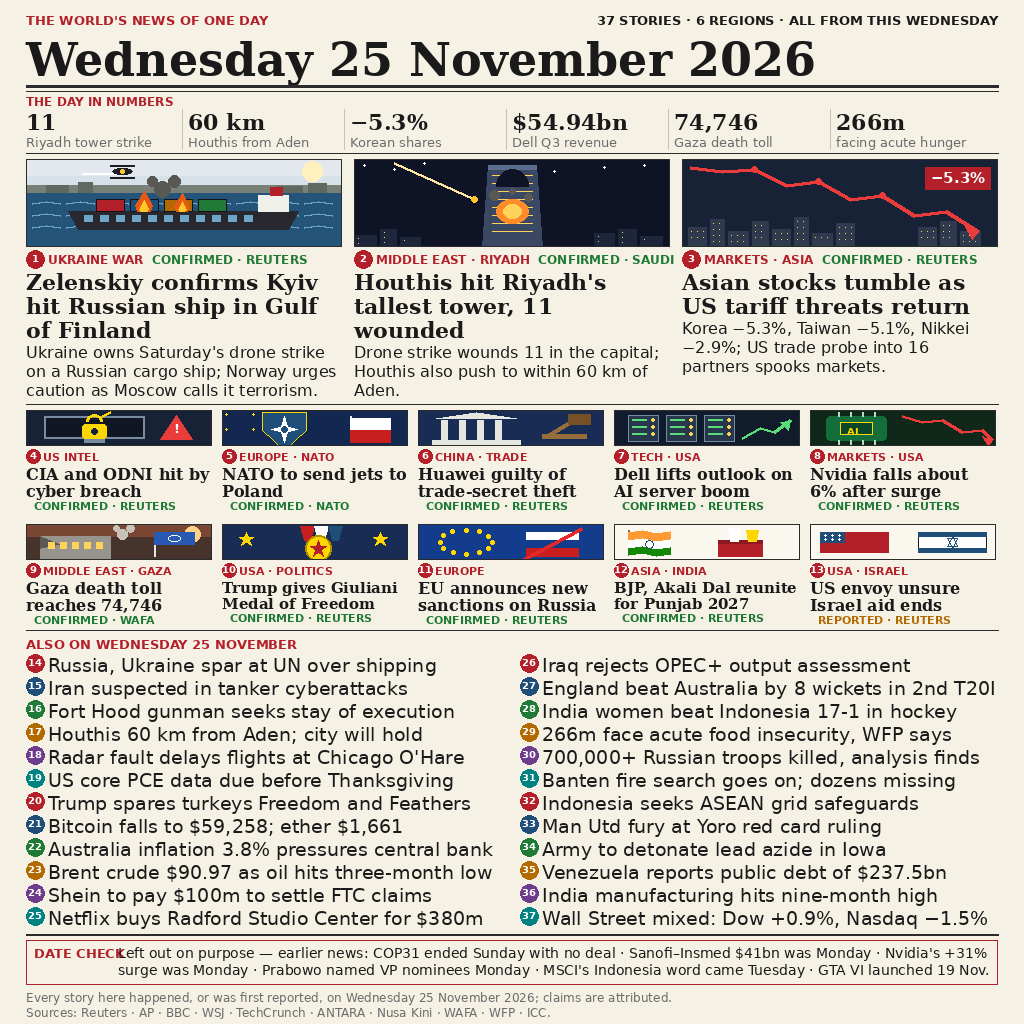 THE WORLD'S NEWS OF ONE DAY
37 STORIES · 6 REGIONS · ALL FROM THIS WEDNESDAY
Wednesday 25 November 2026
THE DAY IN NUMBERS
11
Riyadh tower strike
60 km
Houthis from Aden
−5.3%
Korean shares
$54.94bn
Dell Q3 revenue
74,746
Gaza death toll
266m
facing acute hunger
−5.3%
1 UKRAINE WAR CONFIRMED · REUTERS
Zelenskiy confirms Kyiv
hit Russian ship in Gulf
of Finland
Ukraine owns Saturday's drone strike
on a Russian cargo ship; Norway urges
caution as Moscow calls it terrorism.
2 MIDDLE EAST · RIYADH CONFIRMED · SAUDI
Houthis hit Riyadh's
tallest tower, 11
wounded
Drone strike wounds 11 in the capital;
Houthis also push to within 60 km of
Aden.
3 MARKETS · ASIA CONFIRMED · REUTERS
Asian stocks tumble as
US tariff threats return
Korea −5.3%, Taiwan −5.1%, Nikkei
−2.9%; US trade probe into 16
partners spooks markets.
!
4 US INTEL
CIA and ODNI hit by
cyber breach
CONFIRMED · REUTERS
5 EUROPE · NATO
NATO to send jets to
Poland
CONFIRMED · NATO
6 CHINA · TRADE
Huawei guilty of
trade-secret theft
CONFIRMED · REUTERS
7 TECH · USA
Dell lifts outlook on
AI server boom
CONFIRMED · REUTERS
AI
8 MARKETS · USA
Nvidia falls about
6% after surge
CONFIRMED · REUTERS
9 MIDDLE EAST · GAZA
Gaza death toll
reaches 74,746
CONFIRMED · WAFA
10 USA · POLITICS
Trump gives Giuliani
Medal of Freedom
CONFIRMED · REUTERS
11 EUROPE
EU announces new
sanctions on Russia
CONFIRMED · REUTERS
12 ASIA · INDIA
BJP, Akali Dal reunite
for Punjab 2027
CONFIRMED · REUTERS
13 USA · ISRAEL
US envoy unsure
Israel aid ends
REPORTED · REUTERS
ALSO ON WEDNESDAY 25 NOVEMBER
14 Russia, Ukraine spar at UN over shipping
15 Iran suspected in tanker cyberattacks
16 Fort Hood gunman seeks stay of execution
17 Houthis 60 km from Aden; city will hold
18 Radar fault delays flights at Chicago O'Hare
19 US core PCE data due before Thanksgiving
20 Trump spares turkeys Freedom and Feathers
21 Bitcoin falls to $59,258; ether $1,661
22 Australia inflation 3.8% pressures central bank
23 Brent crude $90.97 as oil hits three-month low
24 Shein to pay $100m to settle FTC claims
25 Netflix buys Radford Studio Center for $380m
26 Iraq rejects OPEC+ output assessment
27 England beat Australia by 8 wickets in 2nd T20I
28 India women beat Indonesia 17-1 in hockey
29 266m face acute food insecurity, WFP says
30 700,000+ Russian troops killed, analysis finds
31 Banten fire search goes on; dozens missing
32 Indonesia seeks ASEAN grid safeguards
33 Man Utd fury at Yoro red card ruling
34 Army to detonate lead azide in Iowa
35 Venezuela reports public debt of $237.5bn
36 India manufacturing hits nine-month high
37 Wall Street mixed: Dow +0.9%, Nasdaq −1.5%
DATE CHECK Left out on purpose — earlier news: COP31 ended Sunday with no deal · Sanofi–Insmed $41bn was Monday · Nvidia's +31%
surge was Monday · Prabowo named VP nominees Monday · MSCI's Indonesia word came Tuesday · GTA VI launched 19 Nov.
Every story here happened, or was first reported, on Wednesday 25 November 2026; claims are attributed.
Sources: Reuters · AP · BBC · WSJ · TechCrunch · ANTARA · Nusa Kini · WAFA · WFP · ICC.